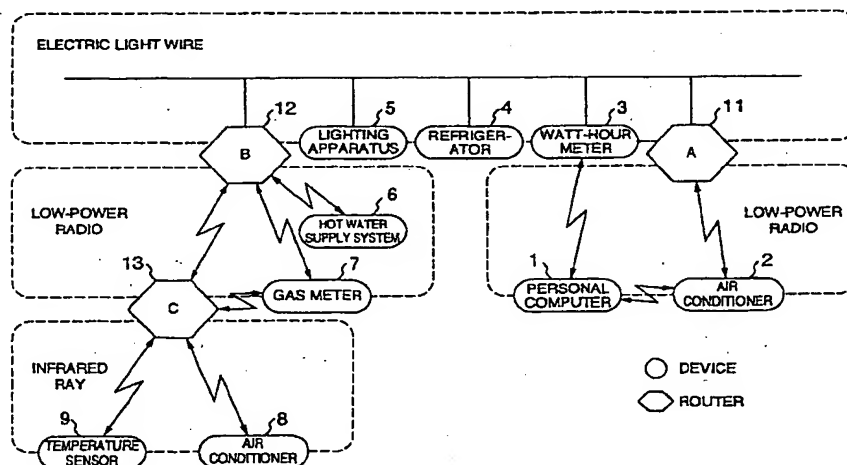 ELECTRIC LIGHT WIRE
12
5
4
3
11
B
LIGHTING
APPARATUS
REFRIGER-
ATOR
WATT-HOUR
METER
A
LOW-POWER
RADIO
6
HOT WATER
SUPPLY SYSTEM
LOW-POWER
RADIO
13
7
1
2
C
GAS METER
PERSONAL
COMPUTER
AIR
CONDITIONER
INFRARED
RAY
DEVICE
ROUTER
9
8
TEMPERATURE
SENSOR
AIR
CONDITIONER